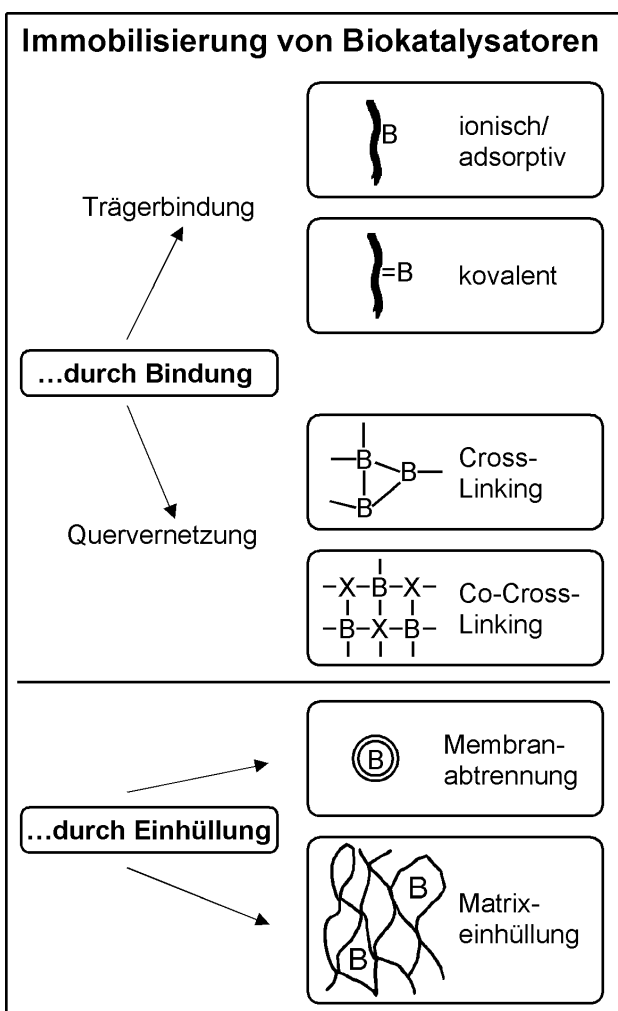 Immobilisierung von Biokatalysatoren
B
ionisch/
adsorptiv
Trägerbindung
=B
kovalent
...durch Bindung
B
B
B
Cross-
Linking
Quervernetzung
–X–B–X–
–B–X–B–
Co-Cross-
Linking
B
Membran-
abtrennung
...durch Einhüllung
B
B
Matrix-
einhüllung